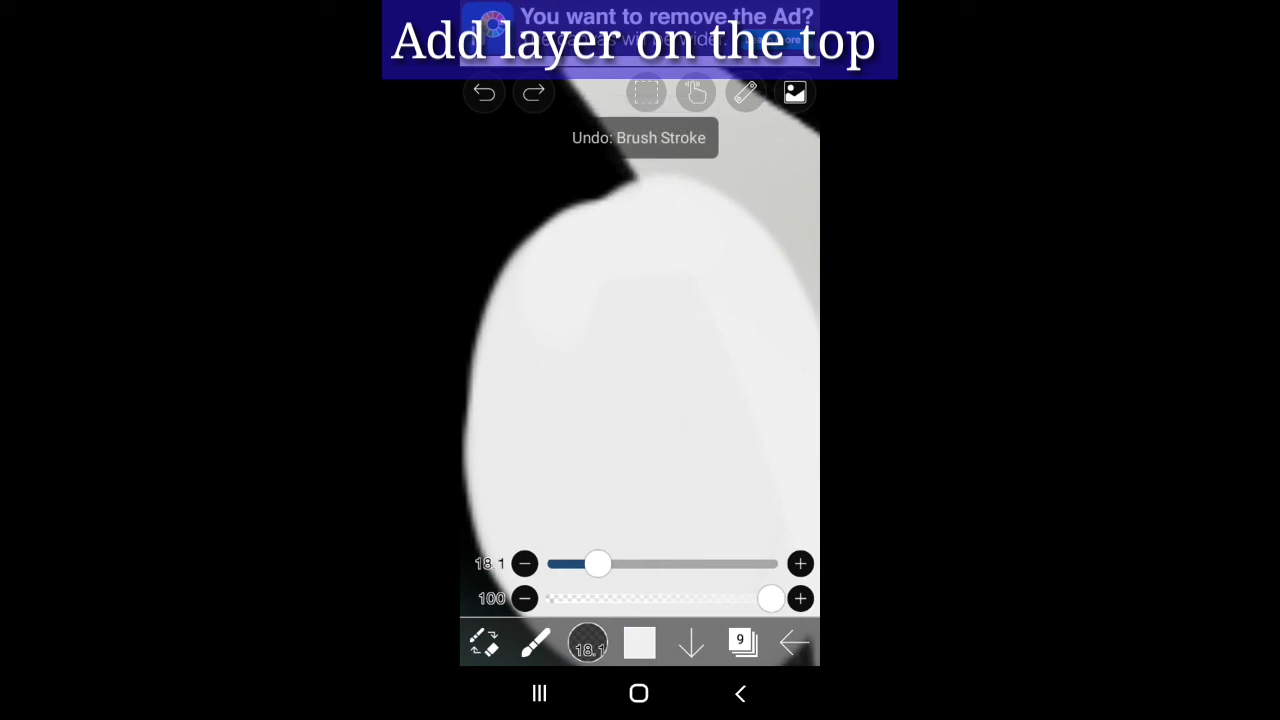 You want to remove the Ad?
Add layer on the top
Undo: Brush Stroke
18.1
100
18.1
9